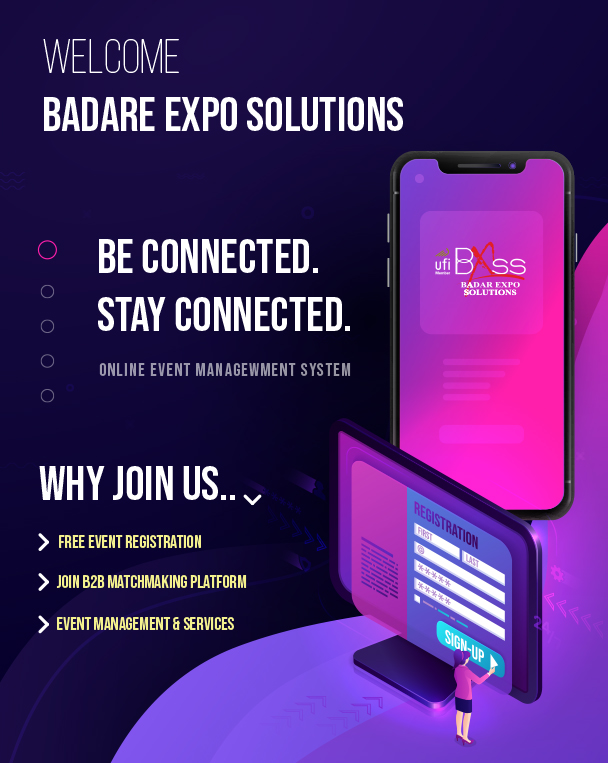 WELCOME
BADARE EXPO SOLUTIONS
BE CONNECTED.
STAY CONNECTED.
ONLINE EVENT MANAGEWMENT SYSTEM
ufi
Member
BAss
BADAR EXPO
SOLUTIONS
WHY JOIN US..
FREE EVENT REGISTRATION
JOIN B2B MATCHMAKING PLATFORM
EVENT MANAGEMENT & SERVICES
REGISTRATION
FIRST
LAST
@
*****
*****
SIGN-UP
24